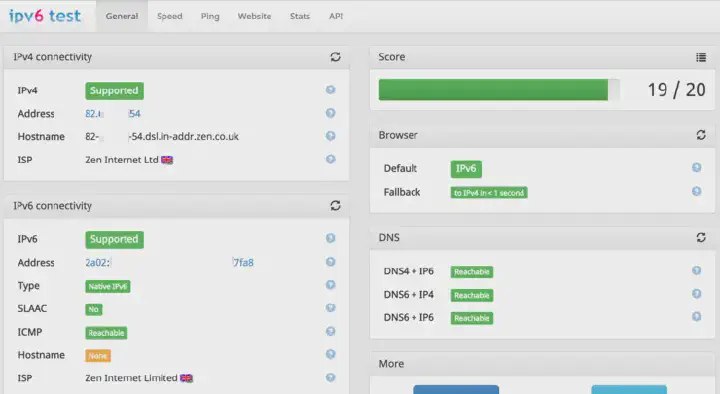 ipv6 test General Speed Ping Website Stats API
IPv4 connectivity
IPv4 Supported
Address 82. 54
Hostname 82- -54.dsl.in-addr.zen.co.uk
ISP Zen Internet Ltd
IPv6 connectivity
IPv6 Supported
Address 2a02: 7fa8
Type Native IPv6
SLAAC No
ICMP Reachable
Hostname None
ISP Zen Internet Limited
Score
19 / 20
Browser
Default IPv6
Fallback to IPv4 in < 1 second
DNS
DNS4 + IP6 Reachable
DNS6 + IP4 Reachable
DNS6 + IP6 Reachable
More